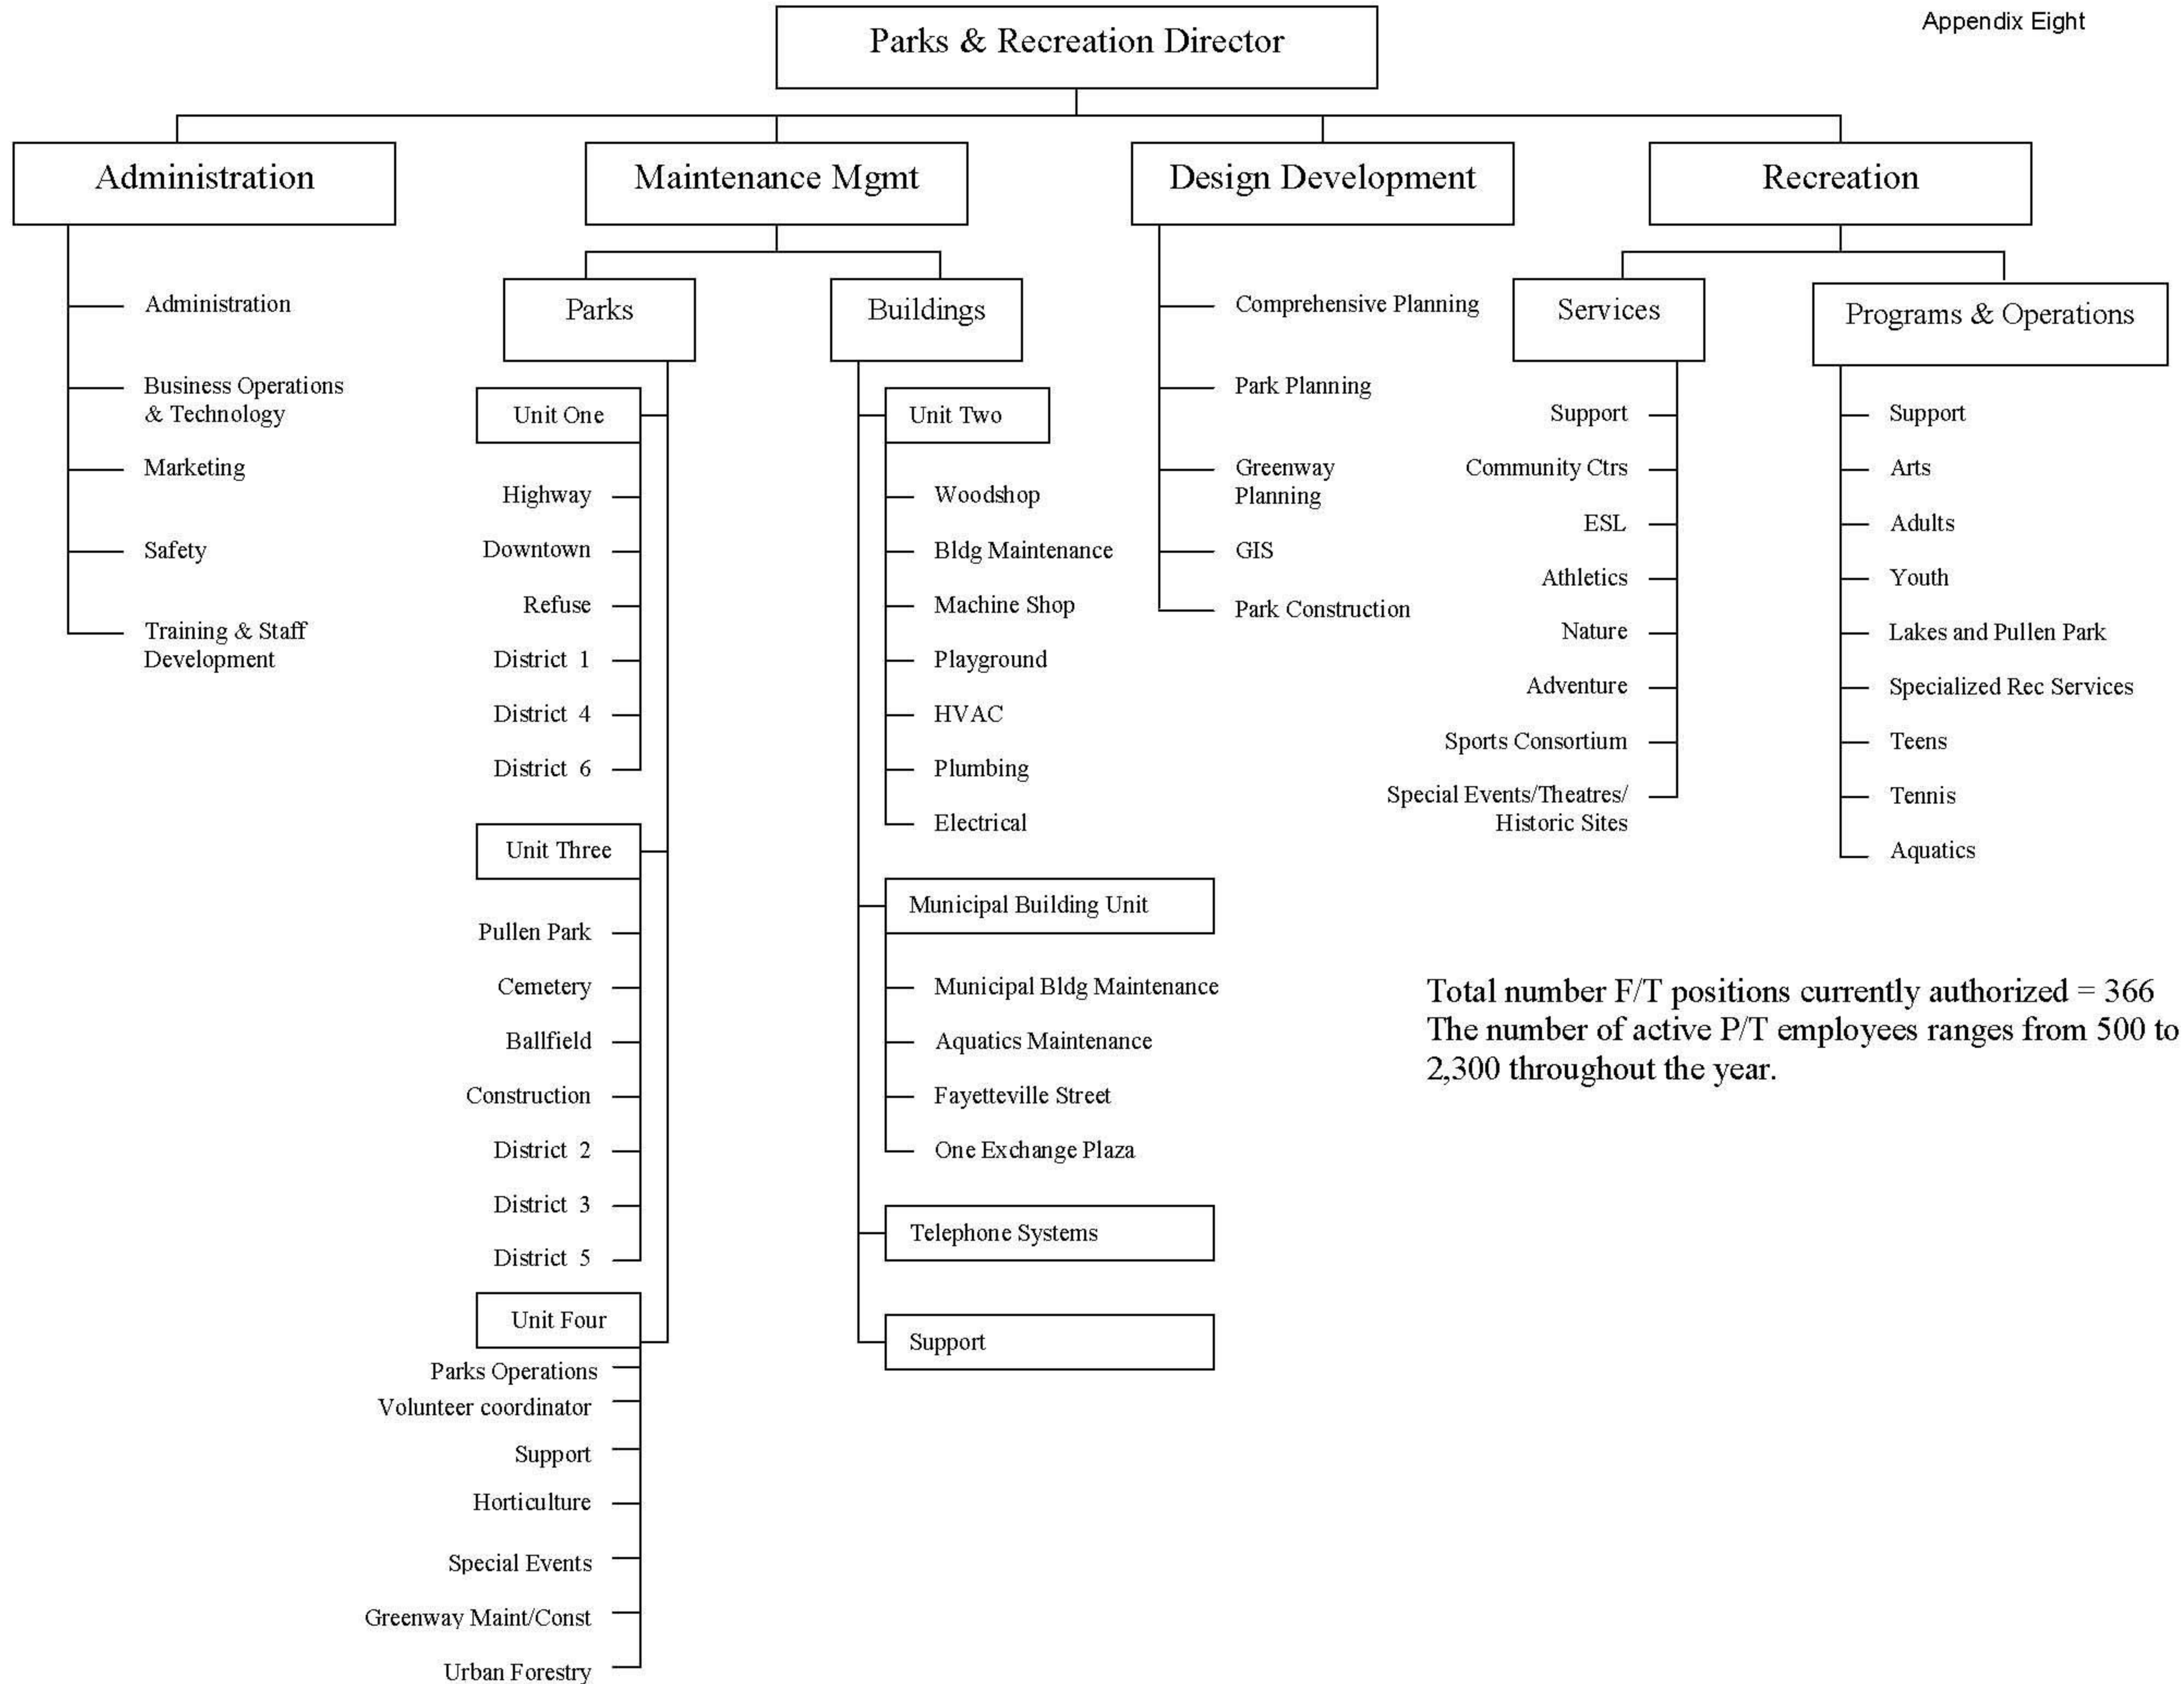 Appendix Eight
Parks & Recreation Director
Administration
Administration
Business Operations
& Technology
Marketing
Safety
Training & Staff
Development
Maintenance Mgmt
Parks
Unit One
Highway
Downtown
Refuse
District 1
District 4
District 6
Unit Three
Pullen Park
Cemetery
Ballfield
Construction
District 2
District 3
District 5
Unit Four
Parks Operations
Volunteer coordinator
Support
Horticulture
Special Events
Greenway Maint/Const
Urban Forestry
Buildings
Unit Two
Woodshop
Bldg Maintenance
Machine Shop
Playground
HVAC
Plumbing
Electrical
Municipal Building Unit
Municipal Bldg Maintenance
Aquatics Maintenance
Fayetteville Street
One Exchange Plaza
Telephone Systems
Support
Design Development
Comprehensive Planning
Park Planning
Greenway
Planning
GIS
Park Construction
Recreation
Services
Support
Community Ctrs
ESL
Athletics
Nature
Adventure
Sports Consortium
Special Events/Theatres/
Historic Sites
Programs & Operations
Support
Arts
Adults
Youth
Lakes and Pullen Park
Specialized Rec Services
Teens
Tennis
Aquatics
Total number F/T positions currently authorized = 366
The number of active P/T employees ranges from 500 to
2,300 throughout the year.